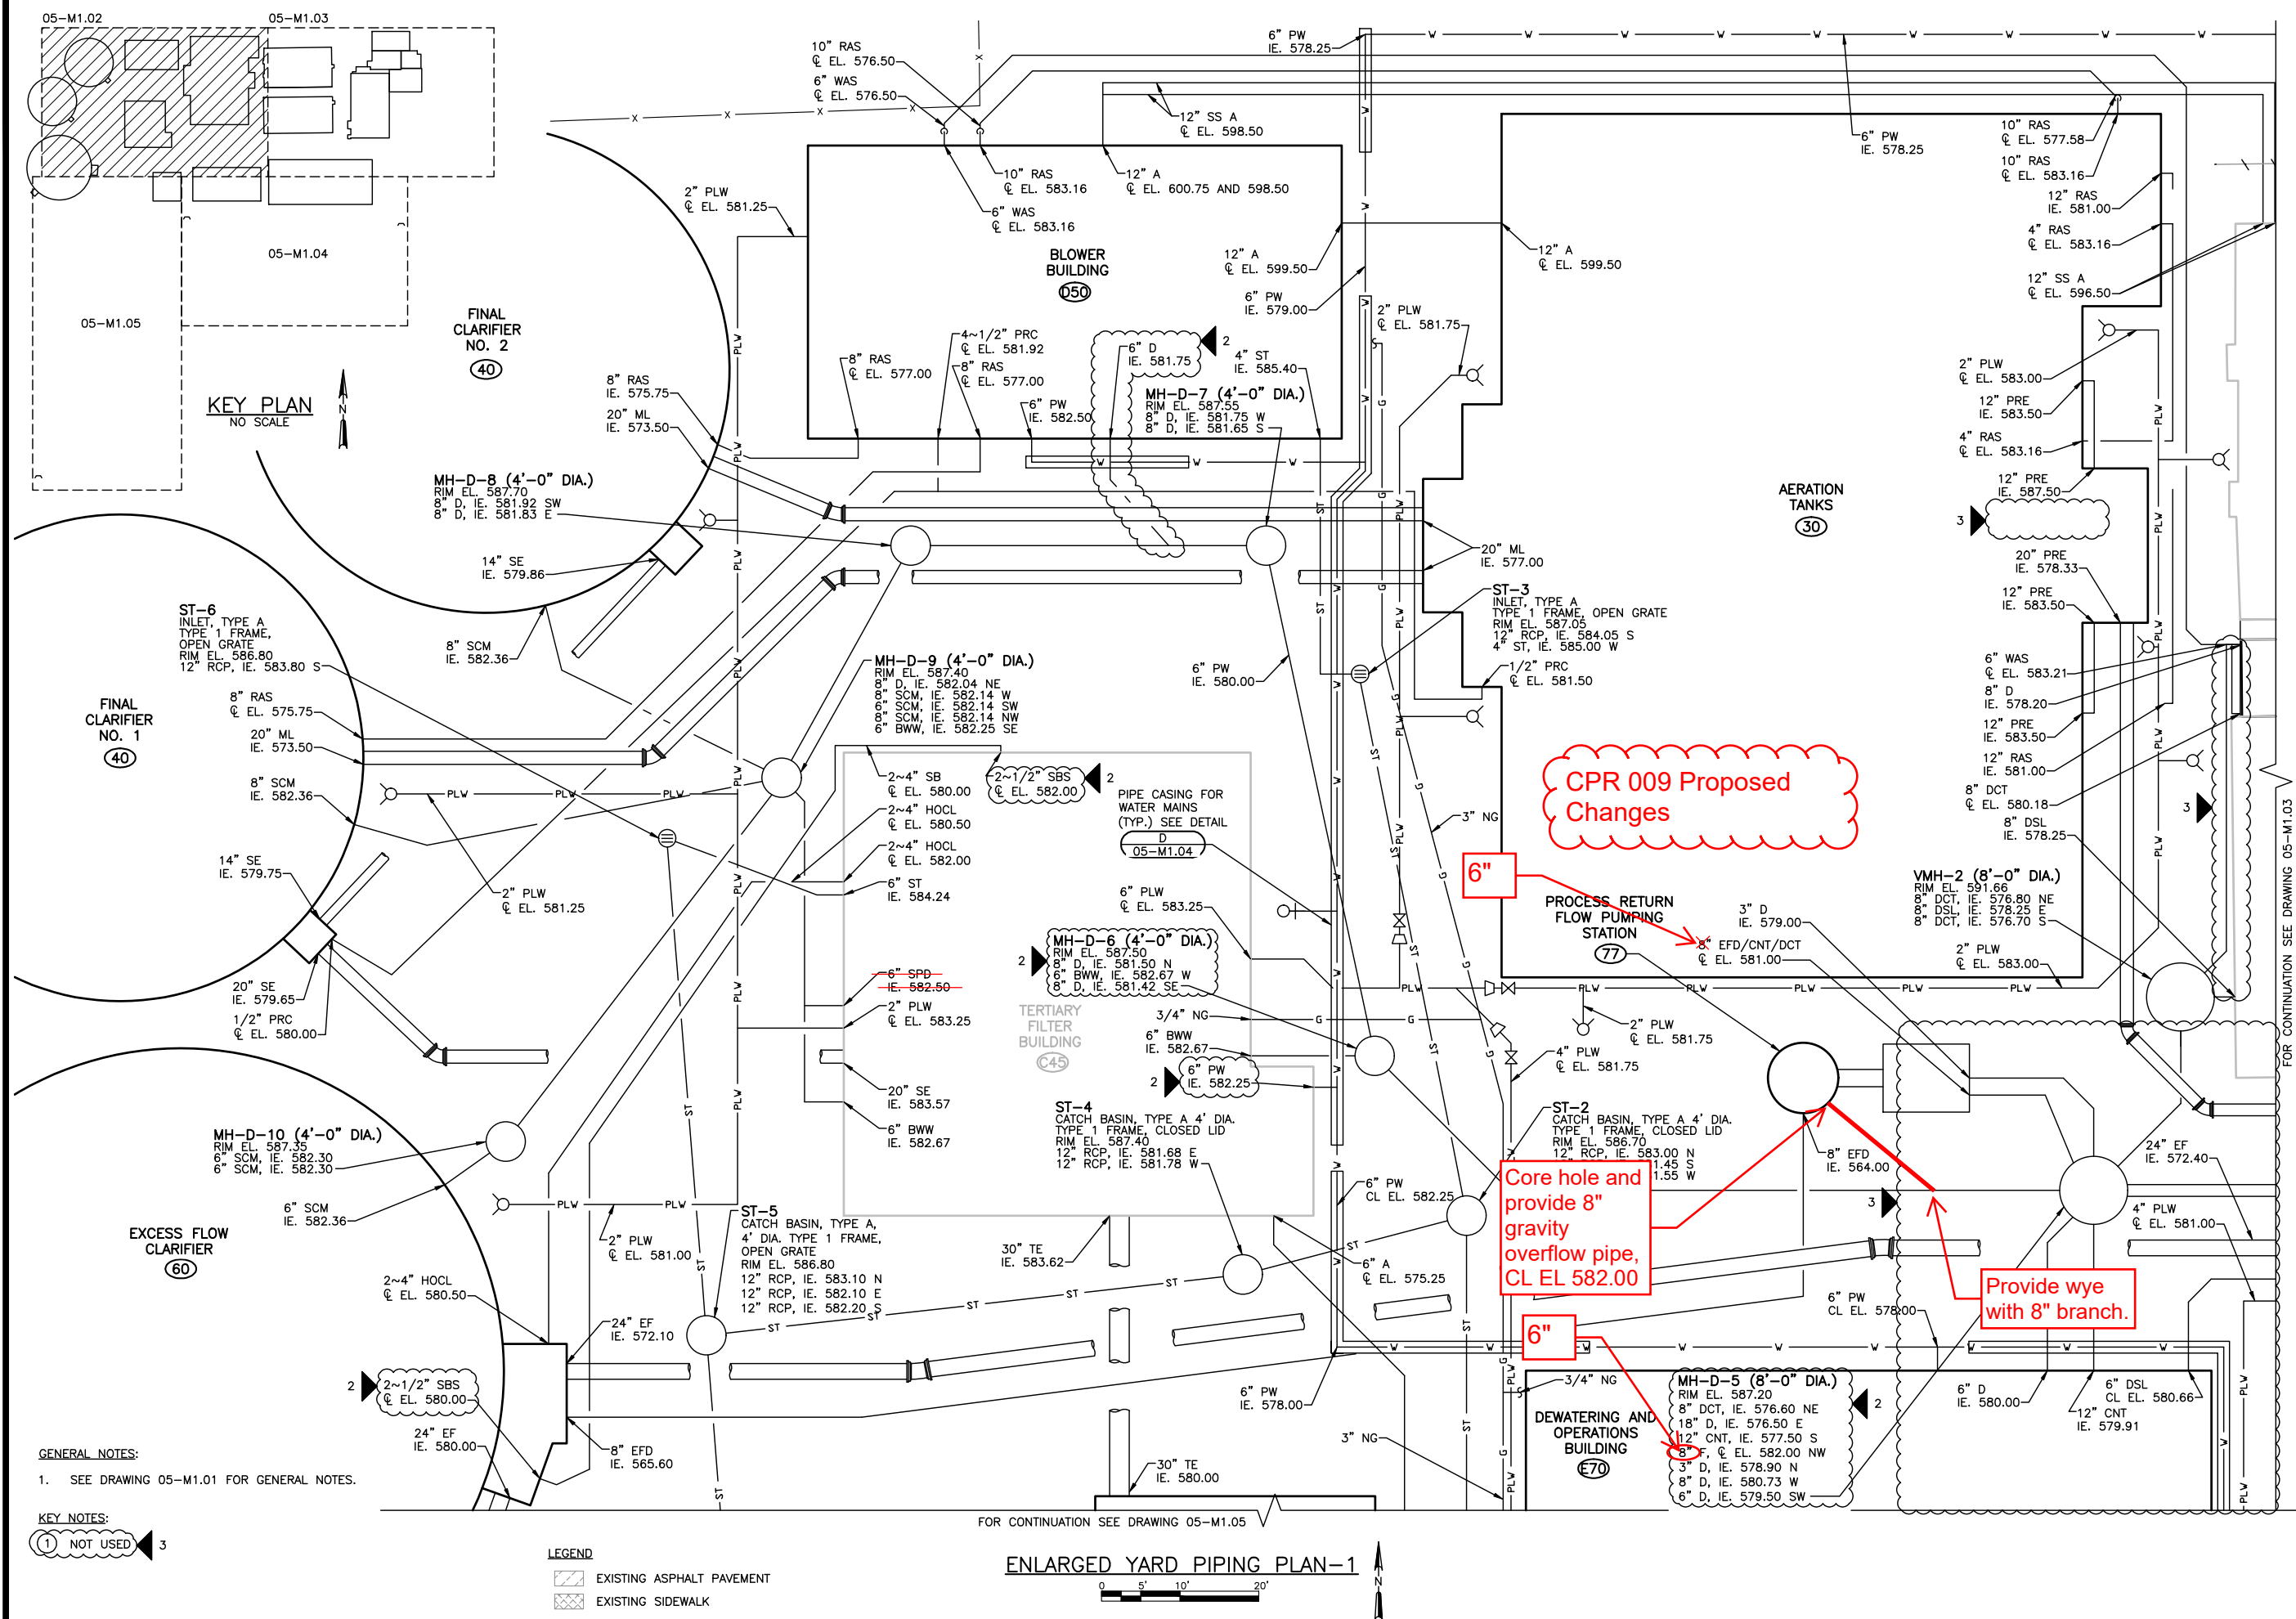 05-M1.02
05-M1.03
05-M1.04
05-M1.05
KEY PLAN
NO SCALE
N
FINAL
CLARIFIER
NO. 2
40
10" RAS
℄ EL. 576.50
6" WAS
℄ EL. 576.50
X
X
X
X
12" SS A
℄ EL. 598.50
10" RAS
℄ EL. 583.16
6" WAS
℄ EL. 583.16
12" A
℄ EL. 600.75 AND 598.50
2" PLW
℄ EL. 581.25
BLOWER
BUILDING
D50
6" PW
IE. 578.25
12" A
℄ EL. 599.50
6" PW
IE. 579.00
12" A
℄ EL. 599.50
6" PW
IE. 578.25
10" RAS
℄ EL. 577.58
10" RAS
℄ EL. 583.16
12" RAS
IE. 581.00
4" RAS
℄ EL. 583.16
12" SS A
℄ EL. 596.50
2" PLW
℄ EL. 581.75
8" RAS
℄ EL. 577.00
4~1/2" PRC
℄ EL. 581.92
8" RAS
℄ EL. 577.00
6" PW
IE. 582.50
6" D
IE. 581.75
2
4" ST
IE. 585.40
MH-D-7 (4'-0" DIA.)
RIM EL. 587.55
8" D, IE. 581.75 W
8" D, IE. 581.65 S
8" RAS
IE. 575.75
20" ML
IE. 573.50
MH-D-8 (4'-0" DIA.)
RIM EL. 587.70
8" D, IE. 581.92 SW
8" D, IE. 581.83 E
14" SE
IE. 579.86
8" SCM
IE. 582.36
2" PLW
℄ EL. 583.00
12" PRE
IE. 583.50
4" RAS
℄ EL. 583.16
12" PRE
IE. 587.50
3
AERATION
TANKS
30
20" PRE
IE. 578.33
12" PRE
IE. 583.50
20" ML
IE. 577.00
ST-3
INLET, TYPE A
TYPE 1 FRAME, OPEN GRATE
RIM EL. 587.05
12" RCP, IE. 584.05 S
4" ST, IE. 585.00 W
1/2" PRC
℄ EL. 581.50
6" PW
IE. 580.00
ST-6
INLET, TYPE A
TYPE 1 FRAME,
OPEN GRATE
RIM EL. 586.80
12" RCP, IE. 583.80 S
8" RAS
℄ EL. 575.75
20" ML
IE. 573.50
8" SCM
IE. 582.36
FINAL
CLARIFIER
NO. 1
40
MH-D-9 (4'-0" DIA.)
RIM EL. 587.40
8" D, IE. 582.04 NE
8" SCM, IE. 582.14 W
6" SCM, IE. 582.14 SW
8" SCM, IE. 582.14 NW
6" BWW, IE. 582.25 SE
6" WAS
℄ EL. 583.21
8" D
IE. 578.20
12" PRE
IE. 583.50
12" RAS
IE. 581.00
8" DCT
℄ EL. 580.18
8" DSL
IE. 578.25
3
2~4" SB
℄ EL. 580.00
2~1/2" SBS
℄ EL. 582.00
2
2~4" HOCL
℄ EL. 580.50
2~4" HOCL
℄ EL. 582.00
6" ST
IE. 584.24
PIPE CASING FOR
WATER MAINS
(TYP.) SEE DETAIL
D
05-M1.04
3" NG
CPR 009 Proposed
Changes
6"
6" PLW
℄ EL. 583.25
14" SE
IE. 579.75
2" PLW
℄ EL. 581.25
PROCESS RETURN
FLOW PUMPING
STATION
77
3" D
IE. 579.00
8" EFD/CNT/DCT
℄ EL. 581.00
VMH-2 (8'-0" DIA.)
RIM EL. 591.66
8" DCT, IE. 576.80 NE
8" DSL, IE. 578.25 E
8" DCT, IE. 576.70 S
2" PLW
℄ EL. 583.00
MH-D-6 (4'-0" DIA.)
RIM EL. 587.50
8" D, IE. 581.50 N
6" BWW, IE. 582.67 W
8" D, IE. 581.42 SE
2
6" SPD
IE. 582.50
2" PLW
℄ EL. 583.25
TERTIARY
FILTER
BUILDING
C45
3/4" NG
6" BWW
IE. 582.67
6" PW
IE. 582.25
2
20" SE
IE. 579.65
1/2" PRC
℄ EL. 580.00
2" PLW
℄ EL. 581.75
4" PLW
℄ EL. 581.75
20" SE
IE. 583.57
6" BWW
IE. 582.67
ST-4
CATCH BASIN, TYPE A 4' DIA.
TYPE 1 FRAME, CLOSED LID
RIM EL. 587.40
12" RCP, IE. 581.68 E
12" RCP, IE. 581.78 W
ST-2
CATCH BASIN, TYPE A 4' DIA.
TYPE 1 FRAME, CLOSED LID
RIM EL. 586.70
12" RCP, IE. 583.00 N
1.45 S
1.55 W
Core hole and
provide 8"
gravity
overflow pipe,
CL EL 582.00
8" EFD
IE. 564.00
24" EF
IE. 572.40
4" PLW
℄ EL. 581.00
3
Provide wye
with 8" branch.
MH-D-10 (4'-0" DIA.)
RIM EL. 587.35
6" SCM, IE. 582.30
6" SCM, IE. 582.30
6" SCM
IE. 582.36
EXCESS FLOW
CLARIFIER
60
6" PW
CL EL. 582.25
ST-5
CATCH BASIN, TYPE A,
4' DIA. TYPE 1 FRAME,
OPEN GRATE
RIM EL. 586.80
12" RCP, IE. 583.10 N
12" RCP, IE. 582.10 E
12" RCP, IE. 582.20 S
2" PLW
℄ EL. 581.00
30" TE
IE. 583.62
6" A
℄ EL. 575.25
2~4" HOCL
℄ EL. 580.50
24" EF
IE. 572.10
6" PW
CL EL. 578.00
6"
2~1/2" SBS
℄ EL. 580.00
2
24" EF
IE. 580.00
8" EFD
IE. 565.60
6" PW
IE. 578.00
3/4" NG
3" NG
30" TE
IE. 580.00
DEWATERING AND
OPERATIONS
BUILDING
E70
MH-D-5 (8'-0" DIA.)
RIM EL. 587.20
8" DCT, IE. 576.60 NE
18" D, IE. 576.50 E
12" CNT, IE. 577.50 S
8" F, ℄ EL. 582.00 NW
3" D, IE. 578.90 N
8" D, IE. 580.73 W
6" D, IE. 579.50 SW
2
6" D
IE. 580.00
6" DSL
CL EL. 580.66
12" CNT
IE. 579.91
FOR CONTINUATION SEE DRAWING 05-M1.03
GENERAL NOTES:
1. SEE DRAWING 05-M1.01 FOR GENERAL NOTES.
KEY NOTES:
1 NOT USED
3
FOR CONTINUATION SEE DRAWING 05-M1.05
LEGEND
EXISTING ASPHALT PAVEMENT
EXISTING SIDEWALK
ENLARGED YARD PIPING PLAN-1
0 5' 10' 20'
N